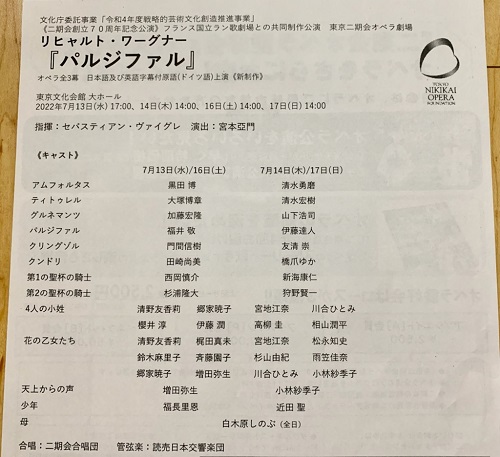 文化庁委託事業「令和4年度戦略的芸術文化創造推進事業」
《二期会創立70周年記念公演》フランス国立ラン歌劇場との共同制作公演 東京二期会オペラ劇場
リヒャルト・ワーグナー
『パルジファル』
オペラ全3幕 日本語及び英語字幕付原語(ドイツ語)上演《新制作》
TOKYO
NIKIKAI
OPERA
FOUNDATION
東京文化会館 大ホール
2022年7月13日(水) 17:00、14日(木) 14:00、16日(土) 14:00、17日(日) 14:00
指揮:セバスティアン・ヴァイグレ 演出:宮本亞門
《キャスト》
7月13日(水)/16日(土) 7月14日(木)/17日(日)
アムフォルタス 黒田 博 清水勇磨
ティトゥレル 大塚博章 清水宏樹
グルネマンツ 加藤宏隆 山下浩司
パルジファル 福井 敬 伊藤達人
クリングゾル 門間信樹 友清 崇
クンドリ 田崎尚美 橋爪ゆか
第1の聖杯の騎士 西岡慎介 新海康仁
第2の聖杯の騎士 杉浦隆大 狩野賢一
4人の小姓 清野友香莉 郷家暁子 宮地江奈 川合ひとみ
櫻井 淳 伊藤 潤 高柳 圭 相山潤平
花の乙女たち 清野友香莉 梶田真未 宮地江奈 松永知史
鈴木麻里子 斉藤園子 杉山由紀 雨笠佳奈
郷家暁子 増田弥生 川合ひとみ 小林紗季子
天上からの声 増田弥生 小林紗季子
少年 福長里恩 近田 聖
母 白木原しのぶ(全日)
合唱:二期会合唱団 管弦楽:読売日本交響楽団